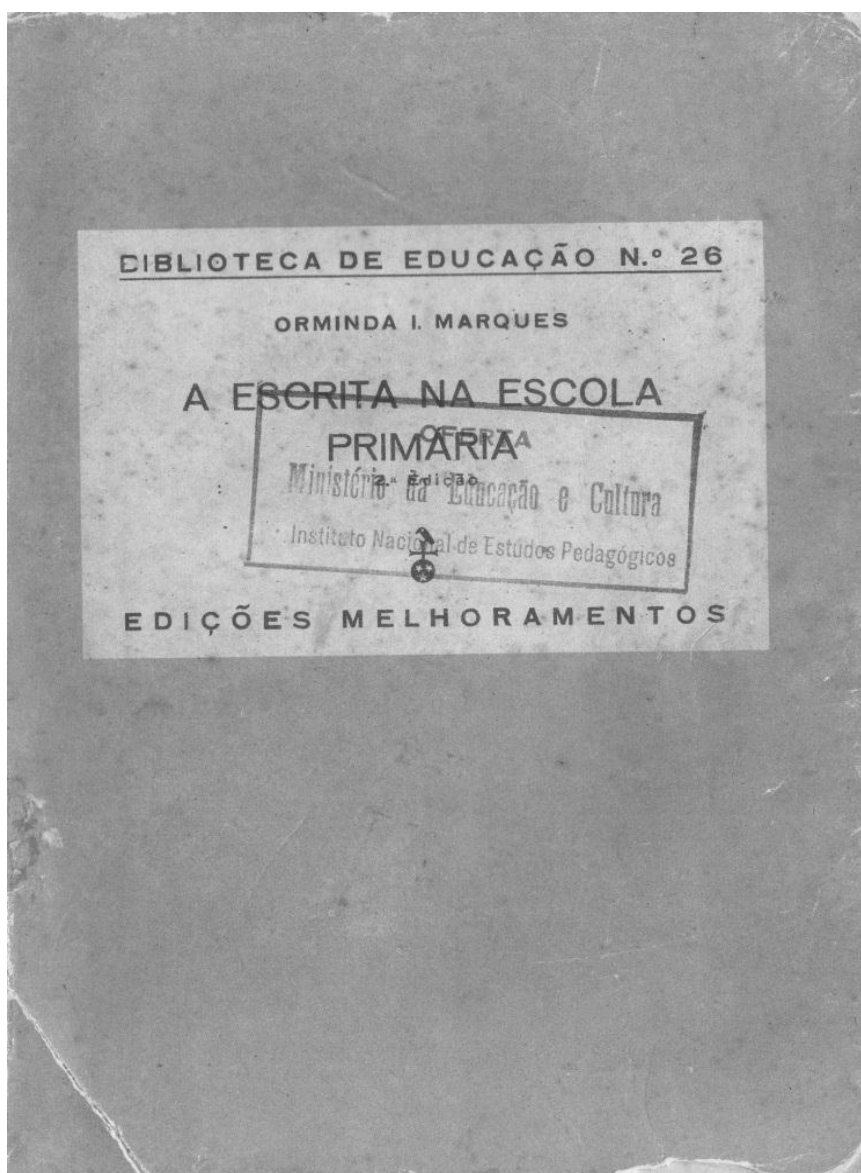 BIBLIOTECA DE EDUCAÇÃO N.º 26
ORMINDA I. MARQUES
A ESCRITA NA ESCOLA
PRIMÁRIA
OFERTA
2.ª Edição
Ministério da Educação e Cultura
Instituto Nacional de Estudos Pedagógicos
EDIÇÕES MELHORAMENTOS